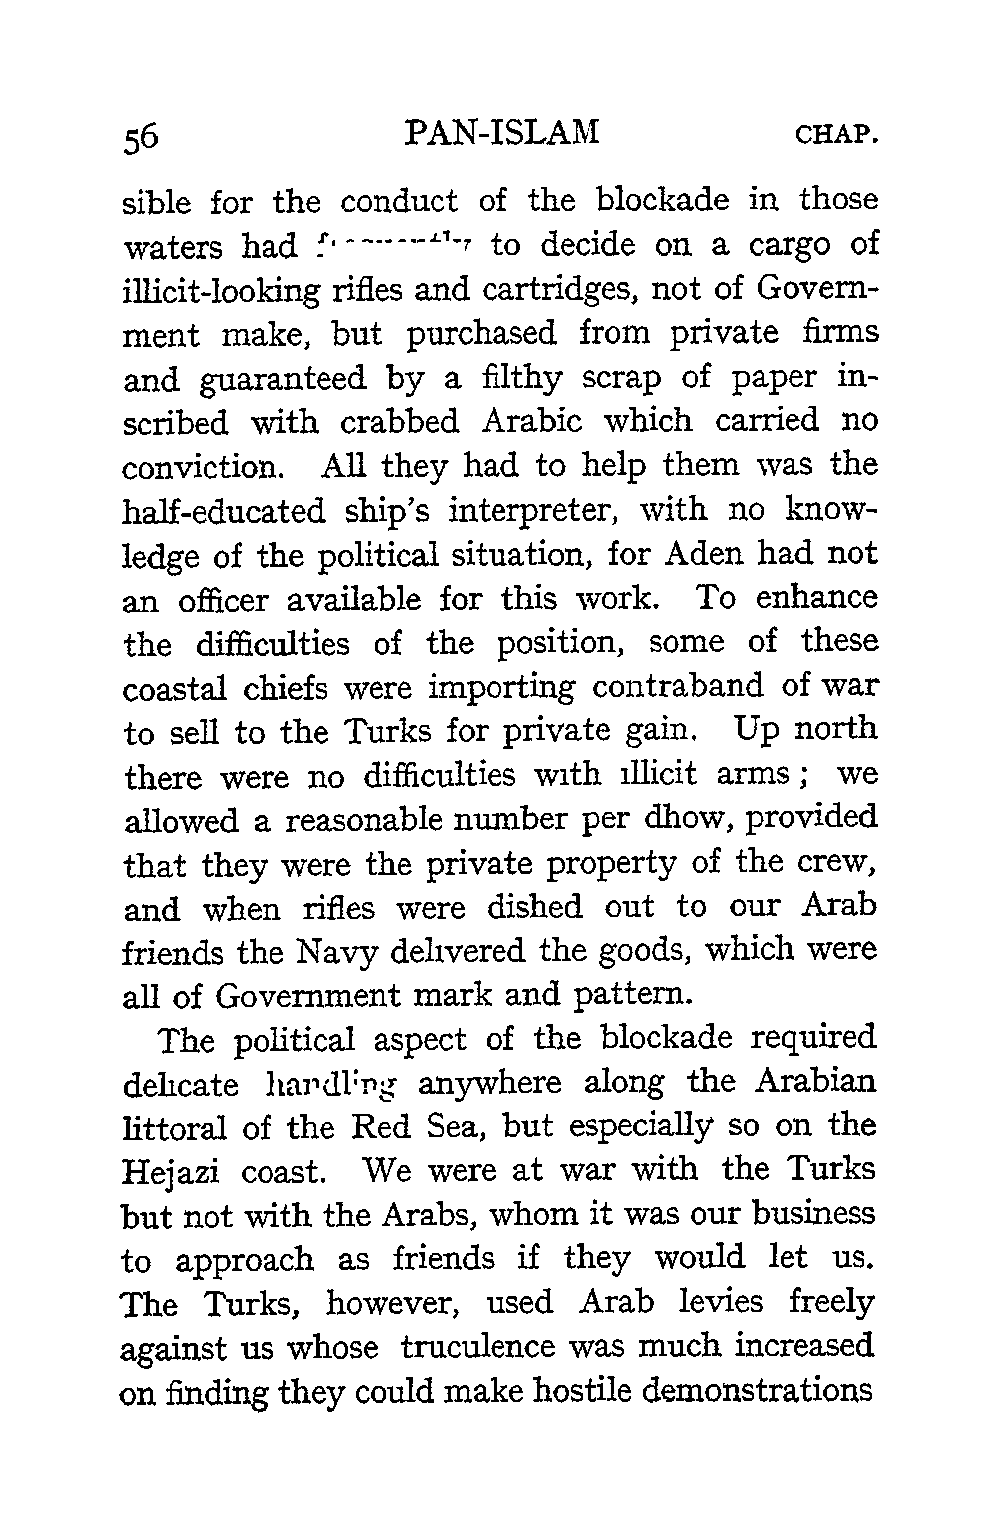 56 PAN-ISLAM CHAP.
sible for the conduct of the blockade in those
waters had to decide on a cargo of
illicit-looking rifles and cartridges, not of Govern-
ment make, but purchased from private firms
and guaranteed by a filthy scrap of paper in-
scribed with crabbed Arabic which carried no
conviction. All they had to help them was the
half-educated ship's interpreter, with no know-
ledge of the political situation, for Aden had not
an officer available for this work. To enhance
the difficulties of the position, some of these
coastal chiefs were importing contraband of war
to sell to the Turks for private gain. Up north
there were no difficulties with illicit arms; we
allowed a reasonable number per dhow, provided
that they were the private property of the crew,
and when rifles were dished out to our Arab
friends the Navy delivered the goods, which were
all of Government mark and pattern.
The political aspect of the blockade required
delicate handling anywhere along the Arabian
littoral of the Red Sea, but especially so on the
Hejazi coast. We were at war with the Turks
but not with the Arabs, whom it was our business
to approach as friends if they would let us.
The Turks, however, used Arab levies freely
against us whose truculence was much increased
on finding they could make hostile demonstrations